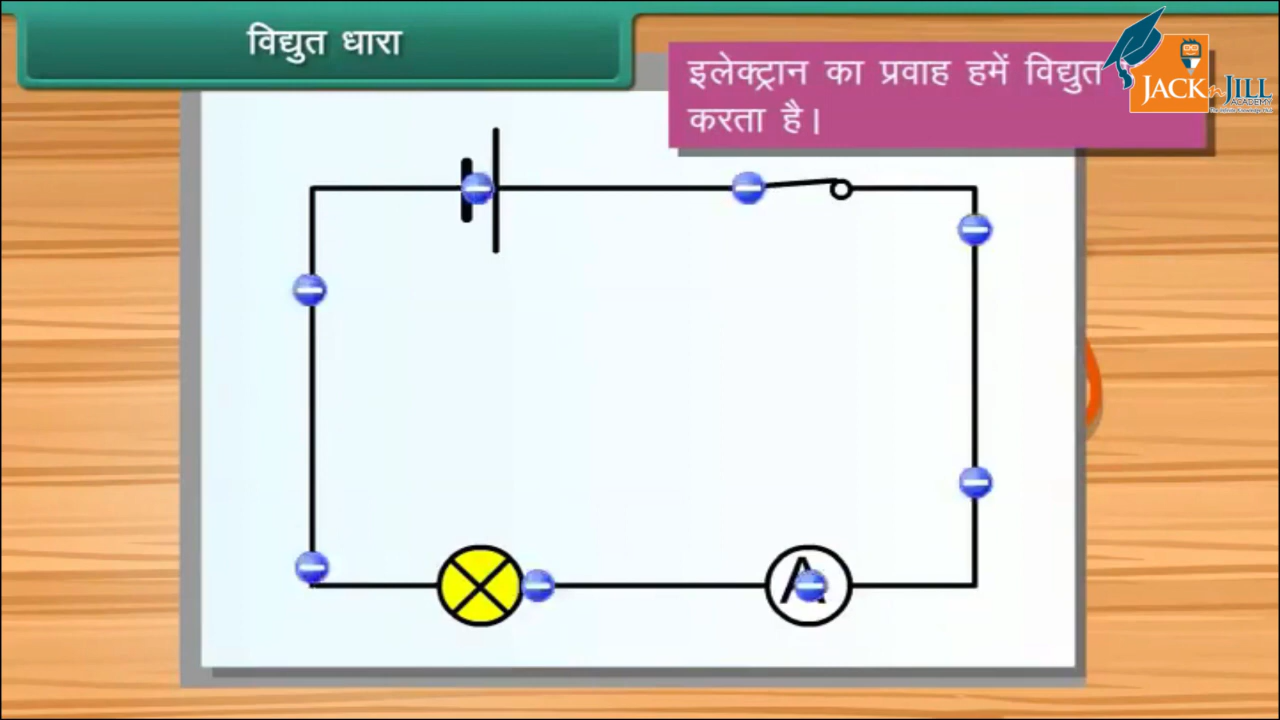 विद्युत धारा
इलेक्ट्रान का प्रवाह हमें विद्युत
करता है।
JACK n JILL
ACADEMY
A